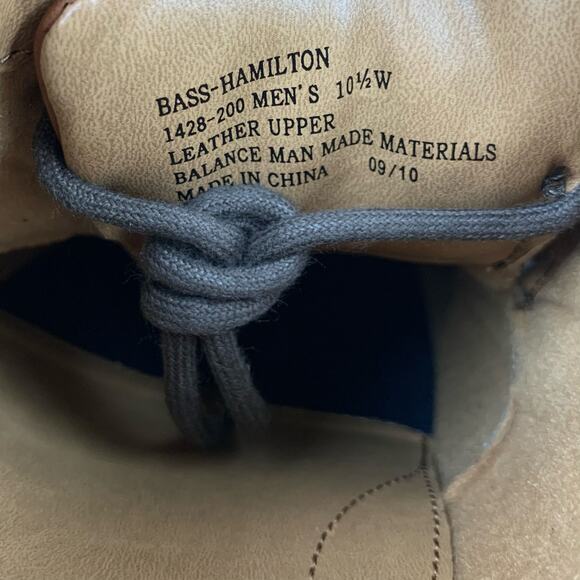 BASS-HAMILTON
1428-200 MEN'S 10½W
LEATHER UPPER
BALANCE MAN MADE MATERIALS
MADE IN CHINA 09/10